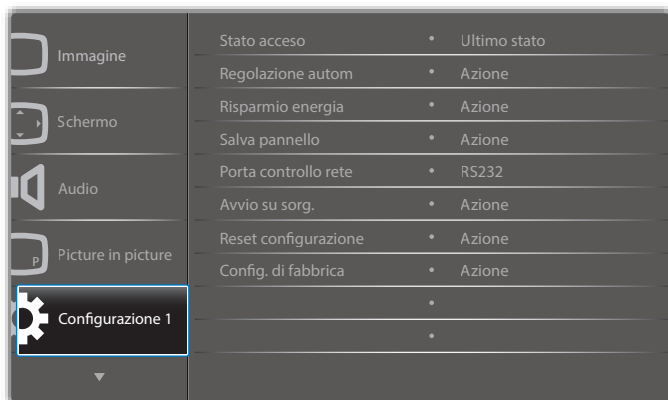 Immagine
Schermo
Audio
P
Picture in picture
Configurazione 1
Stato acceso • Ultimo stato
Regolazione autom • Azione
Risparmio energia • Azione
Salva pannello • Azione
Porta controllo rete • RS232
Avvio su sorg. • Azione
Reset configurazione • Azione
Config. di fabbrica • Azione
•
•